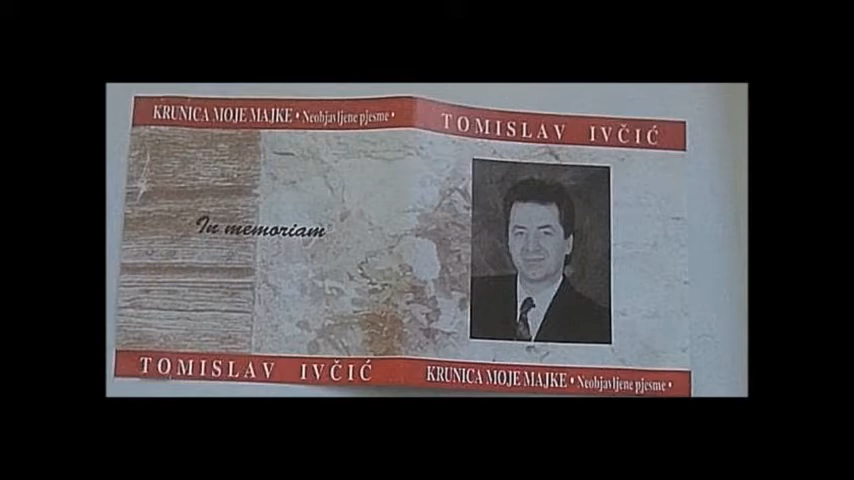 KRUNICA MOJE MAJKE • Neobjavljene pjesme •
TOMISLAV IVČIĆ
In memoriam
TOMISLAV IVČIĆ
KRUNICA MOJE MAJKE • Neobjavljene pjesme •